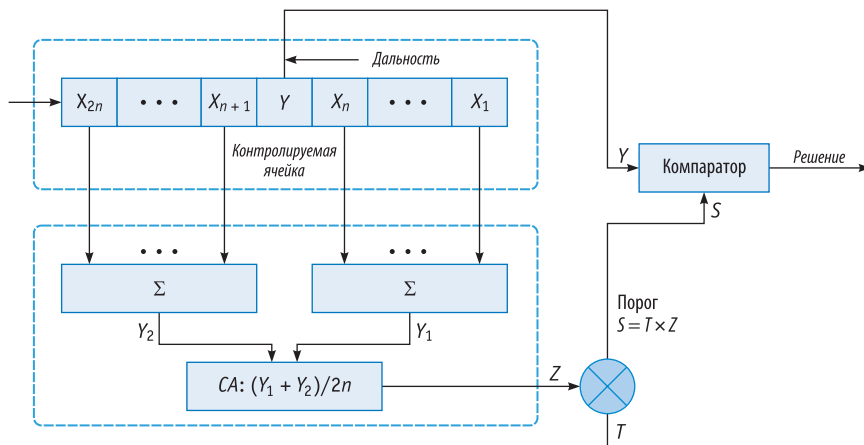 Дальность
X2n • • • Xn + 1 Y Xn • • • X1
Контролируемая
ячейка
Y
Компаратор
Решение
S
• • • • • •
Σ Σ
Порог
S = T × Z
Y2 Y1
CA: (Y1 + Y2)/2n
Z
T